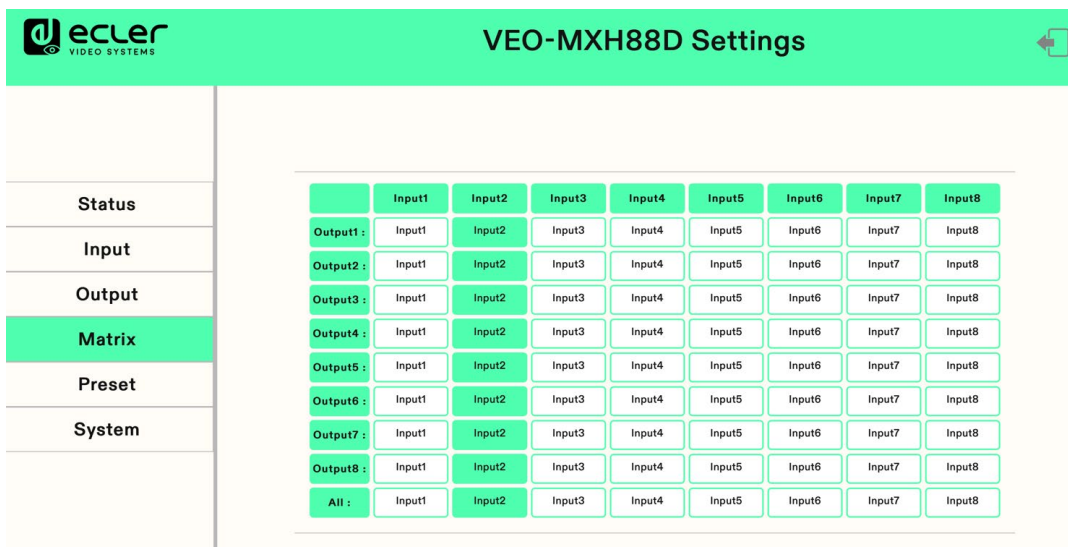 ecler
VIDEO SYSTEMS
VEO-MXH88D Settings
Status
Input
Output
Matrix
Preset
System
Input1 Input2 Input3 Input4 Input5 Input6 Input7 Input8
Output1 : Input1 Input2 Input3 Input4 Input5 Input6 Input7 Input8
Output2 : Input1 Input2 Input3 Input4 Input5 Input6 Input7 Input8
Output3 : Input1 Input2 Input3 Input4 Input5 Input6 Input7 Input8
Output4 : Input1 Input2 Input3 Input4 Input5 Input6 Input7 Input8
Output5 : Input1 Input2 Input3 Input4 Input5 Input6 Input7 Input8
Output6 : Input1 Input2 Input3 Input4 Input5 Input6 Input7 Input8
Output7 : Input1 Input2 Input3 Input4 Input5 Input6 Input7 Input8
Output8 : Input1 Input2 Input3 Input4 Input5 Input6 Input7 Input8
All : Input1 Input2 Input3 Input4 Input5 Input6 Input7 Input8